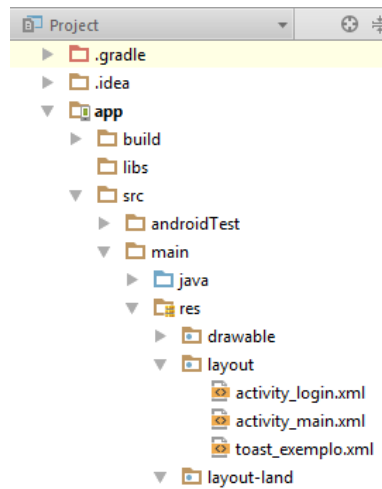 Project
.gradle
.idea
app
build
libs
src
androidTest
main
java
res
drawable
layout
activity_login.xml
activity_main.xml
toast_exemplo.xml
layout-land